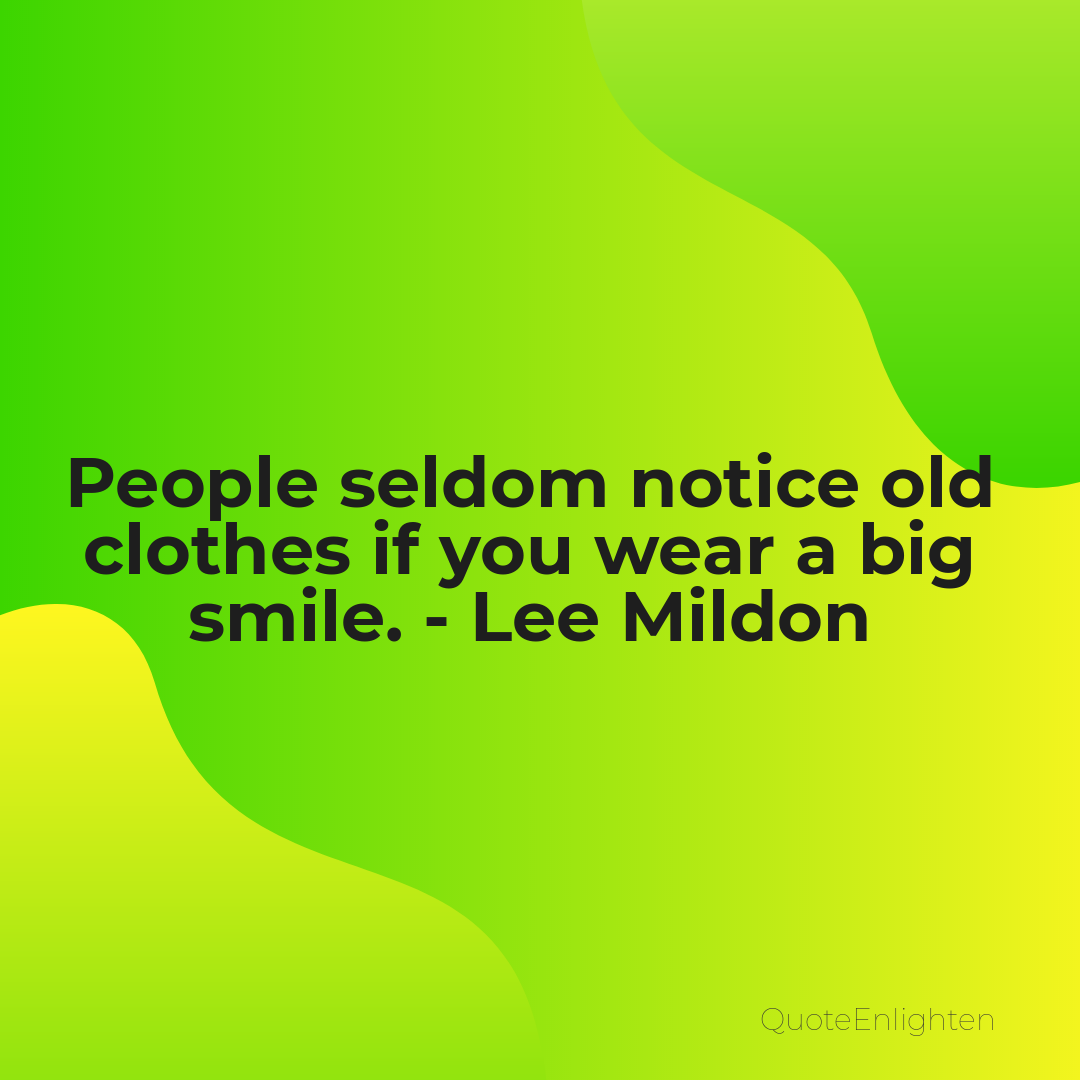 People seldom notice old
clothes if you wear a big
smile. - Lee Mildon
QuoteEnlighten